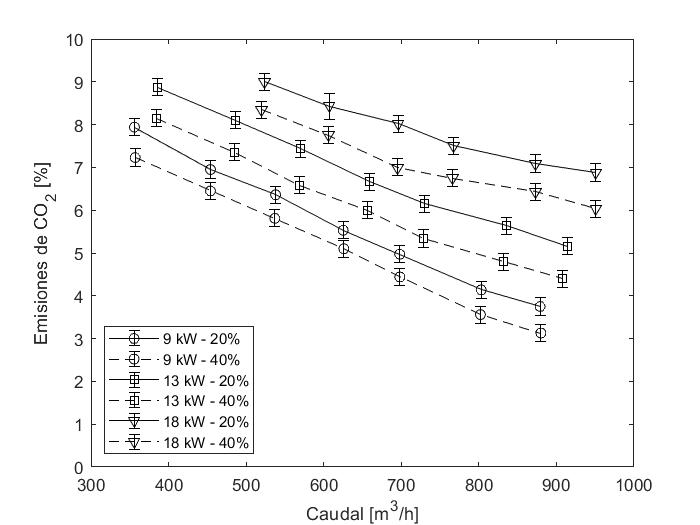 10
9
8
7
6
5
4
3
2
1
0
Emisiones de CO2 [%]
9 kW - 20%
9 kW - 40%
13 kW - 20%
13 kW - 40%
18 kW - 20%
18 kW - 40%
300 400 500 600 700 800 900 1000
Caudal [m³/h]